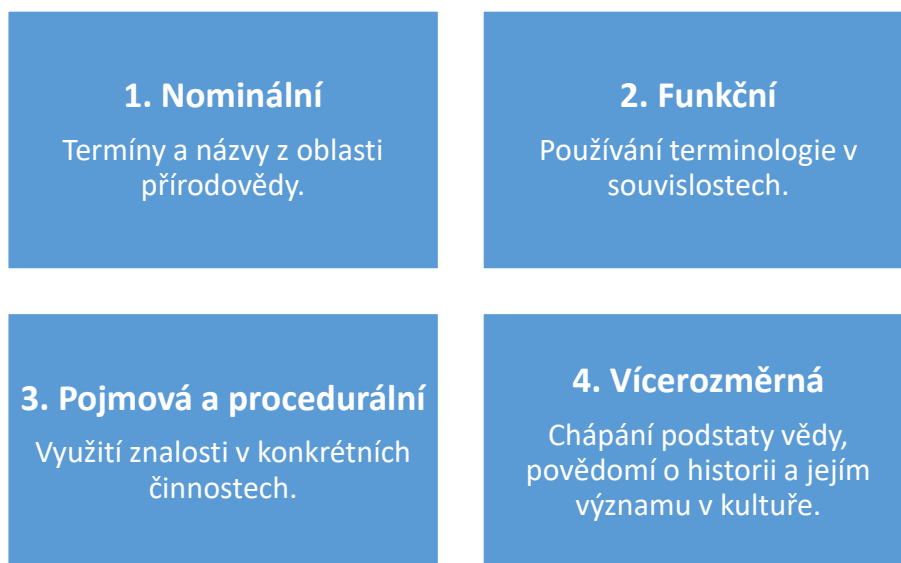 1. Nominální
Termíny a názvy z oblasti
přírodovědy.
2. Funkční
Používání terminologie v
souvislostech.
3. Pojmová a procedurální
Využití znalosti v konkrétních
činnostech.
4. Vícerozměrná
Chápání podstaty vědy,
povědomí o historii a jejím
významu v kultuře.